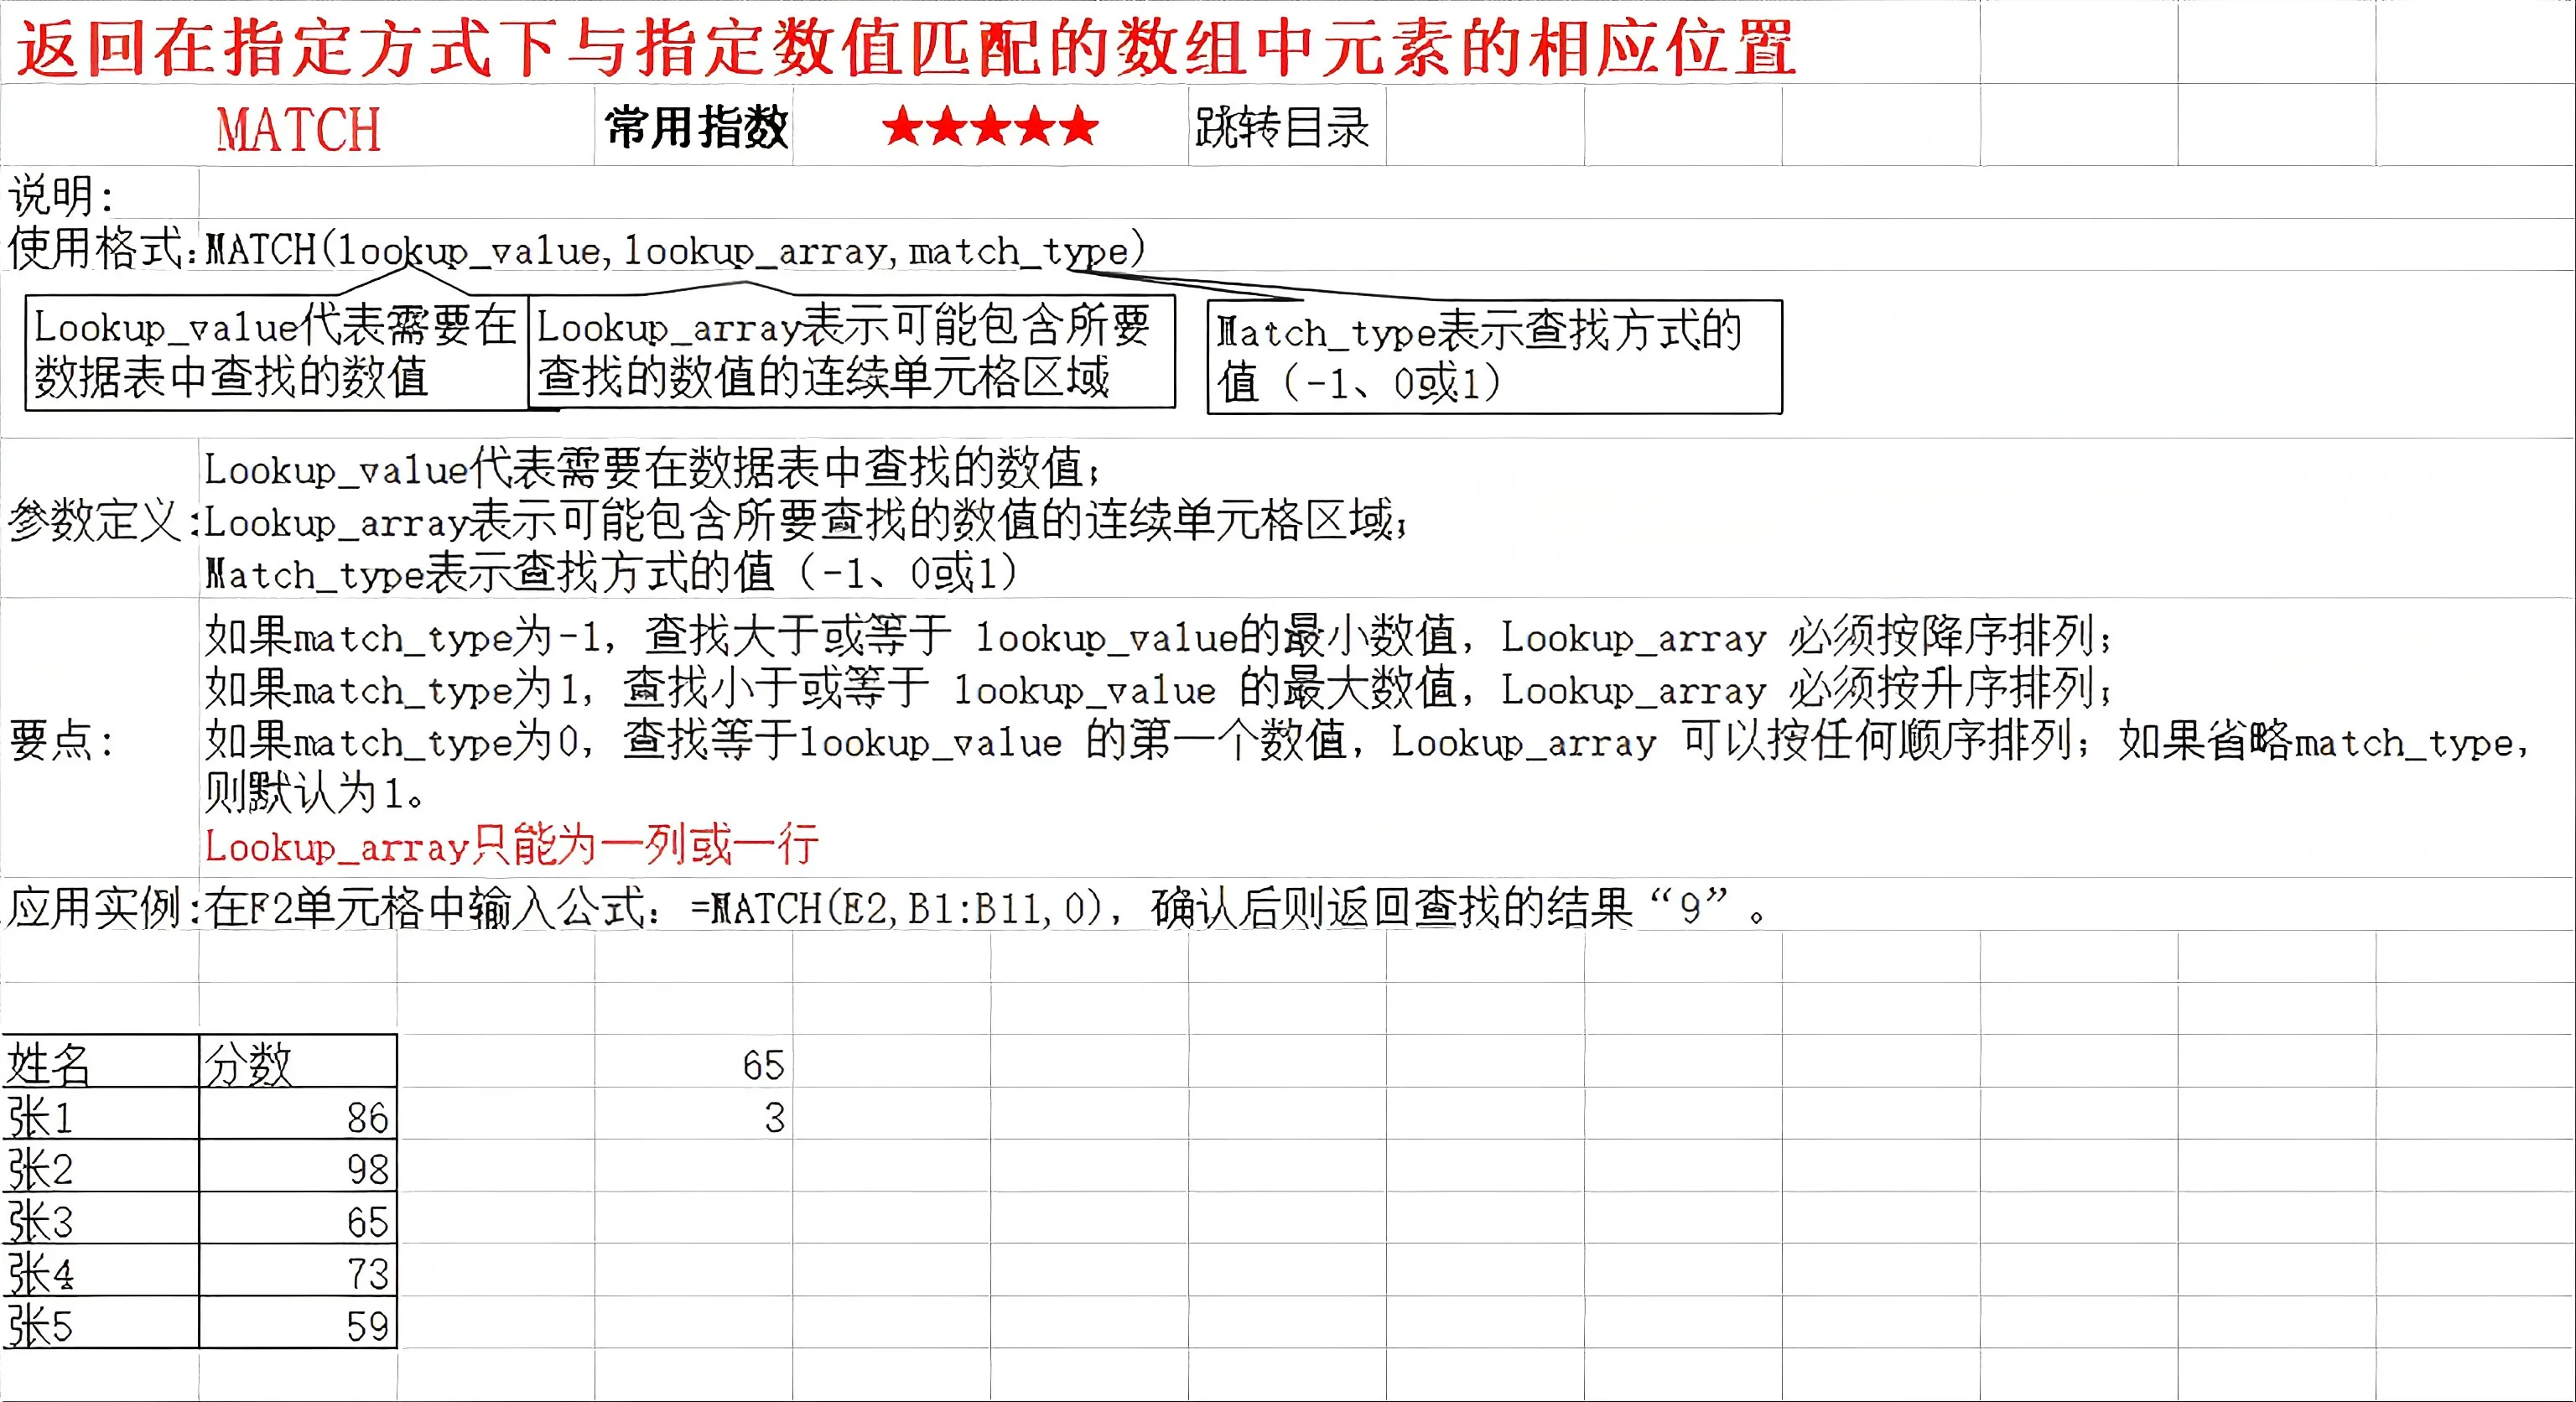 返回在指定方式下与指定数值匹配的数组中元素的相应位置
MATCH 常用指数 ★★★★★ 跳转目录
说明:
使用格式:MATCH(lookup_value,lookup_array,match_type)
Lookup_value代表需要在
数据表中查找的数值
Lookup_array表示可能包含所要
查找的数值的连续单元格区域
Match_type表示查找方式的
值（-1、0或1）
参数定义:
Lookup_value代表需要在数据表中查找的数值；
Lookup_array表示可能包含所要查找的数值的连续单元格区域；
Match_type表示查找方式的值（-1、0或1）
要点:
如果match_type为-1，查找大于或等于 lookup_value的最小数值，Lookup_array 必须按降序排列；
如果match_type为1，查找小于或等于 lookup_value 的最大数值，Lookup_array 必须按升序排列；
如果match_type为0，查找等于lookup_value 的第一个数值，Lookup_array 可以按任何顺序排列；如果省略match_type，
则默认为1。
Lookup_array只能为一列或一行
应用实例:在F2单元格中输入公式：=MATCH(E2,B1:B11,0)，确认后则返回查找的结果“9”。
姓名 分数 65
张1 86 3
张2 98
张3 65
张4 73
张5 59